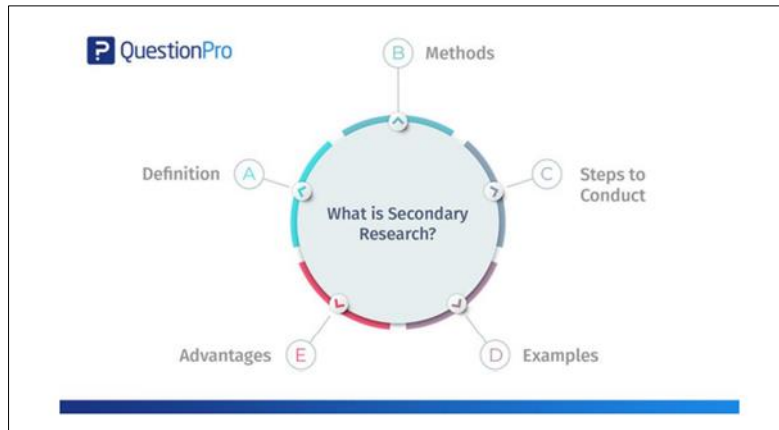 QuestionPro
B Methods
Definition A
C Steps to
Conduct
What is Secondary
Research?
Advantages E
D Examples